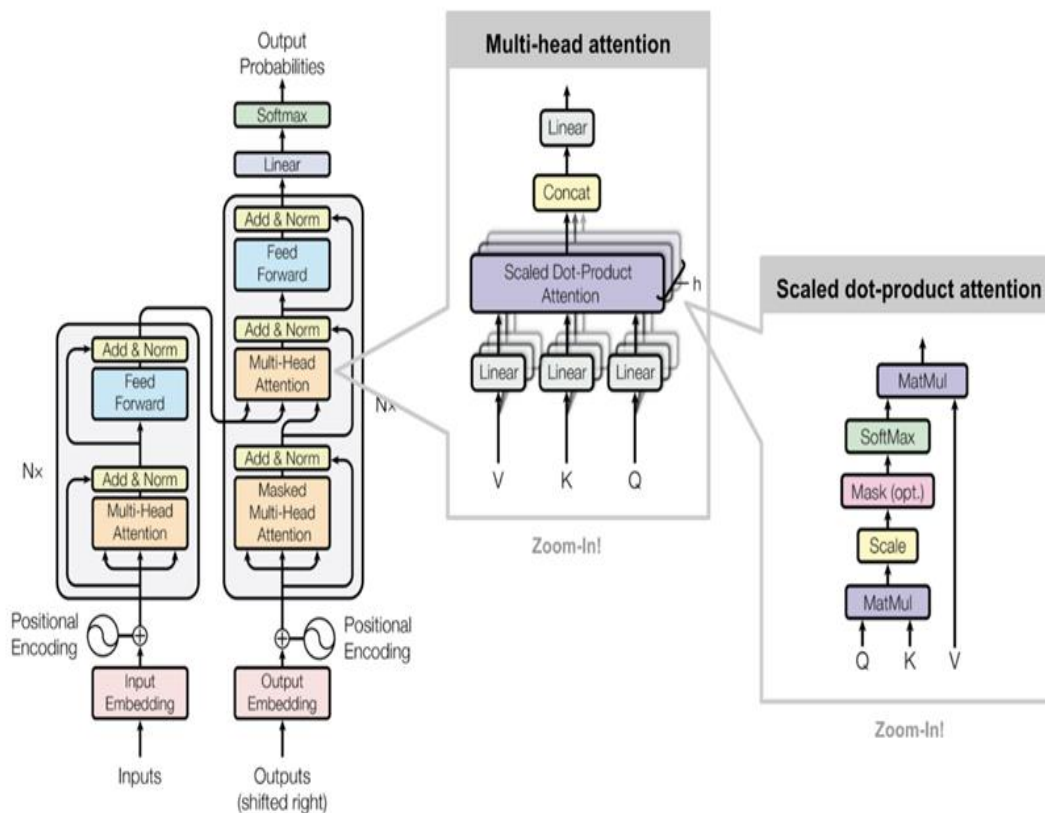 Output
Probabilities
Softmax
Linear
Add & Norm
Feed
Forward
Add & Norm
Multi-Head
Attention
Nx
Add & Norm
Masked
Multi-Head
Attention
Add & Norm
Feed
Forward
Nx
Add & Norm
Multi-Head
Attention
Positional
Encoding
Positional
Encoding
Input
Embedding
Output
Embedding
Inputs
Outputs
(shifted right)
Multi-head attention
Linear
Concat
Scaled Dot-Product
Attention
h
Linear Linear Linear
V K Q
Zoom-In!
Scaled dot-product attention
MatMul
SoftMax
Mask (opt.)
Scale
MatMul
Q K V
Zoom-In!